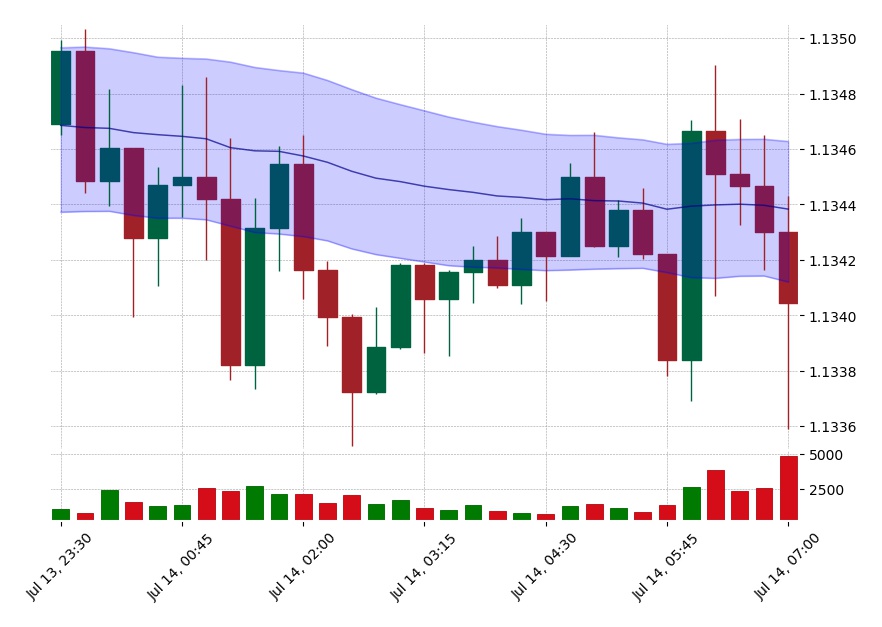 1.1350
1.1348
1.1346
1.1344
1.1342
1.1340
1.1338
1.1336
5000
2500
Jul 13, 23:30
Jul 14, 00:45
Jul 14, 02:00
Jul 14, 03:15
Jul 14, 04:30
Jul 14, 05:45
Jul 14, 07:00